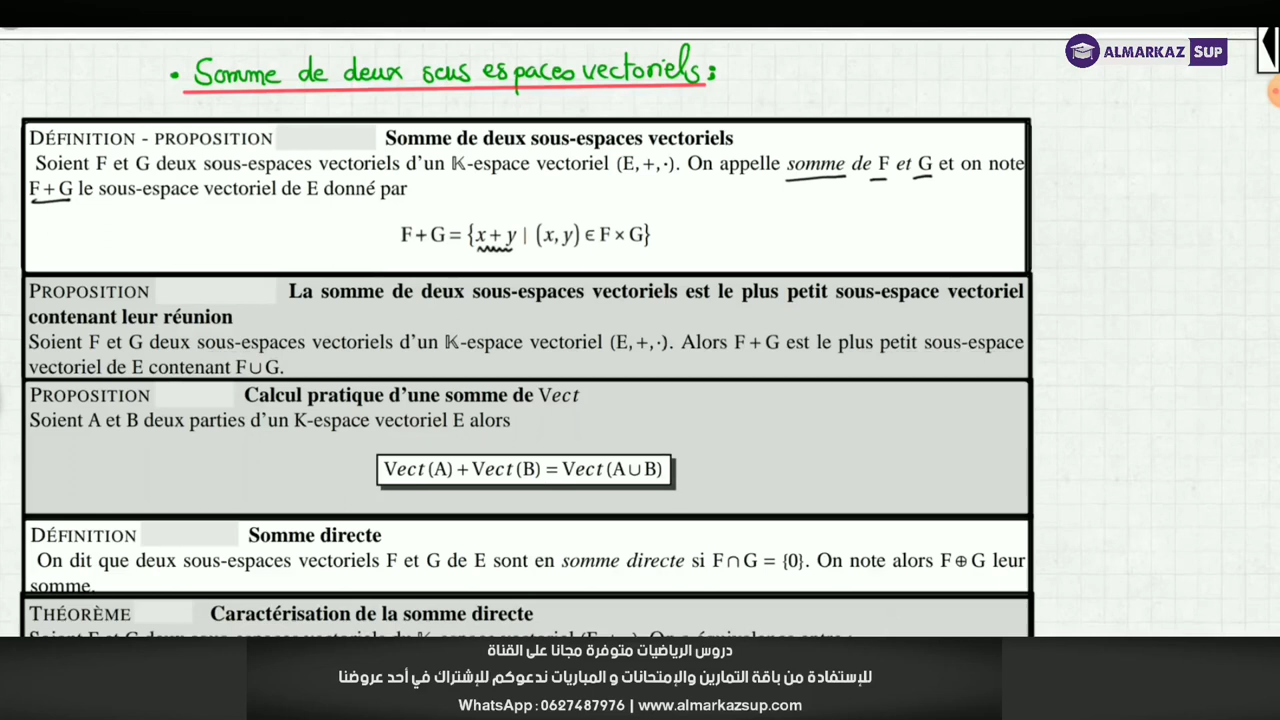 ALMARKAZ SUP
• Somme de deux sous espaces vectoriels :
DÉFINITION - PROPOSITION Somme de deux sous-espaces vectoriels
Soient F et G deux sous-espaces vectoriels d'un 𝕂-espace vectoriel (E,+,·). On appelle somme de F et G et on note
F+G le sous-espace vectoriel de E donné par
F+G = {x+y | (x,y) ∈ F×G}
PROPOSITION La somme de deux sous-espaces vectoriels est le plus petit sous-espace vectoriel
contenant leur réunion
Soient F et G deux sous-espaces vectoriels d'un 𝕂-espace vectoriel (E,+,·). Alors F+G est le plus petit sous-espace
vectoriel de E contenant F∪G.
PROPOSITION Calcul pratique d'une somme de Vect
Soient A et B deux parties d'un K-espace vectoriel E alors
Vect(A)+Vect(B) = Vect(A∪B)
DÉFINITION Somme directe
On dit que deux sous-espaces vectoriels F et G de E sont en somme directe si F∩G = {0}. On note alors F⊕G leur
somme.
THÉORÈME Caractérisation de la somme directe
دروس الرياضيات متوفرة مجانا على القناة
للإستفادة من باقة التمارين والإمتحانات و المباريات ندعوكم للإشتراك في أحد عروضنا
WhatsApp : 0627487976 | www.almarkazsup.com